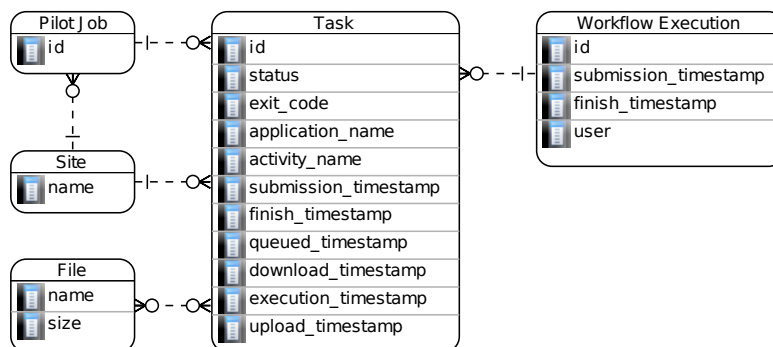 Pilot Job
id
Site
name
File
name
size
Task
id
status
exit_code
application_name
activity_name
submission_timestamp
finish_timestamp
queued_timestamp
download_timestamp
execution_timestamp
upload_timestamp
Workflow Execution
id
submission_timestamp
finish_timestamp
user